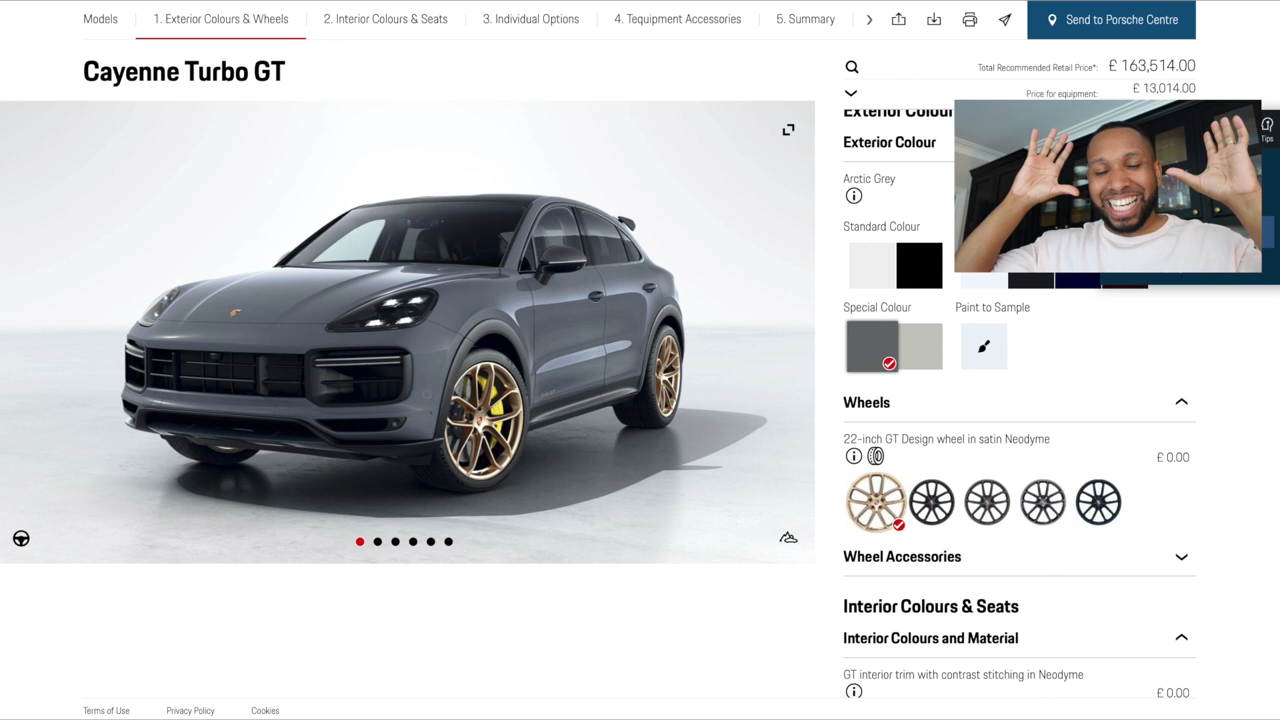 Models
1. Exterior Colours & Wheels
2. Interior Colours & Seats
3. Individual Options
4. Tequipment Accessories
5. Summary
Send to Porsche Centre
Cayenne Turbo GT
Total Recommended Retail Price*: £ 163,514.00
Price for equipment: £ 13,014.00
Exterior Colour
Exterior Colour
Tips
Arctic Grey
Standard Colour
Special Colour
Paint to Sample
Wheels
22-inch GT Design wheel in satin Neodyme
£ 0.00
Wheel Accessories
Interior Colours & Seats
Interior Colours and Material
GT interior trim with contrast stitching in Neodyme
£ 0.00
Terms of Use
Privacy Policy
Cookies